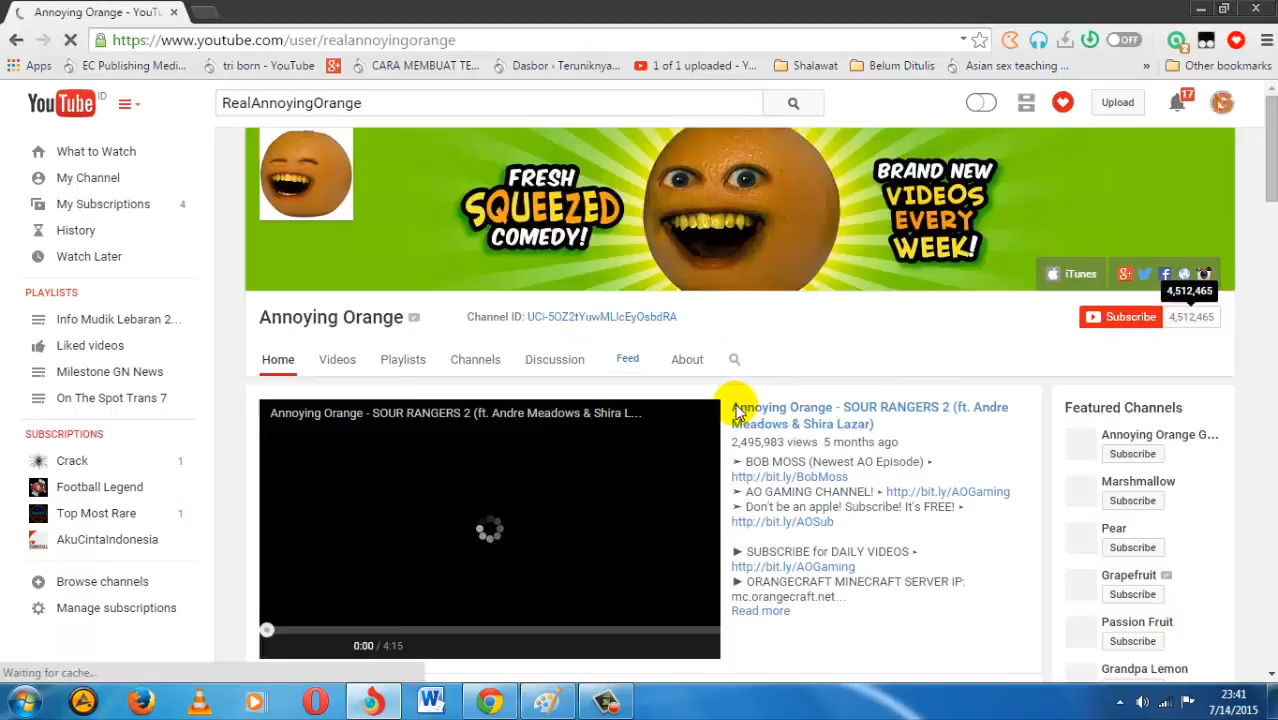 Annoying Orange - YouTu
https://www.youtube.com/user/realannoyingorange
OFF
2
Apps
EC Publishing Medi...
tri born - YouTube
CARA MEMBUAT TE...
Dasbor ‹ Teruniknya...
1 of 1 uploaded - Y...
Shalawat
Belum Ditulis
Asian sex teaching ...
»
Other bookmarks
YouTube ID
RealAnnoyingOrange
Upload
17
What to Watch
My Channel
My Subscriptions 4
History
Watch Later
PLAYLISTS
Info Mudik Lebaran 2...
Liked videos
Milestone GN News
On The Spot Trans 7
SUBSCRIPTIONS
Crack 1
Football Legend
Top Most Rare 1
AkuCintaIndonesia
Browse channels
Manage subscriptions
FRESH
SQUEEZED
COMEDY!
BRAND NEW
VIDEOS
EVERY
WEEK!
iTunes
4,512,465
Annoying Orange
Channel ID: UCi-5OZ2tYuwMLIcEyOsbdRA
Subscribe 4,512,465
Home Videos Playlists Channels Discussion Feed About
Annoying Orange - SOUR RANGERS 2 (ft. Andre Meadows & Shira L...
0:00 / 4:15
Annoying Orange - SOUR RANGERS 2 (ft. Andre
Meadows & Shira Lazar)
2,495,983 views 5 months ago
➤ BOB MOSS (Newest AO Episode) ▸
http://bit.ly/BobMoss
➤ AO GAMING CHANNEL! ▸ http://bit.ly/AOGaming
➤ Don't be an apple! Subscribe! It's FREE! ▸
http://bit.ly/AOSub
► SUBSCRIBE for DAILY VIDEOS ▸
http://bit.ly/AOGaming
► ORANGECRAFT MINECRAFT SERVER IP:
mc.orangecraft.net...
Read more
Featured Channels
Annoying Orange G...
Subscribe
Marshmallow
Subscribe
Pear
Subscribe
Grapefruit
Subscribe
Passion Fruit
Subscribe
Grandpa Lemon
Waiting for cache...
23:41
7/14/2015